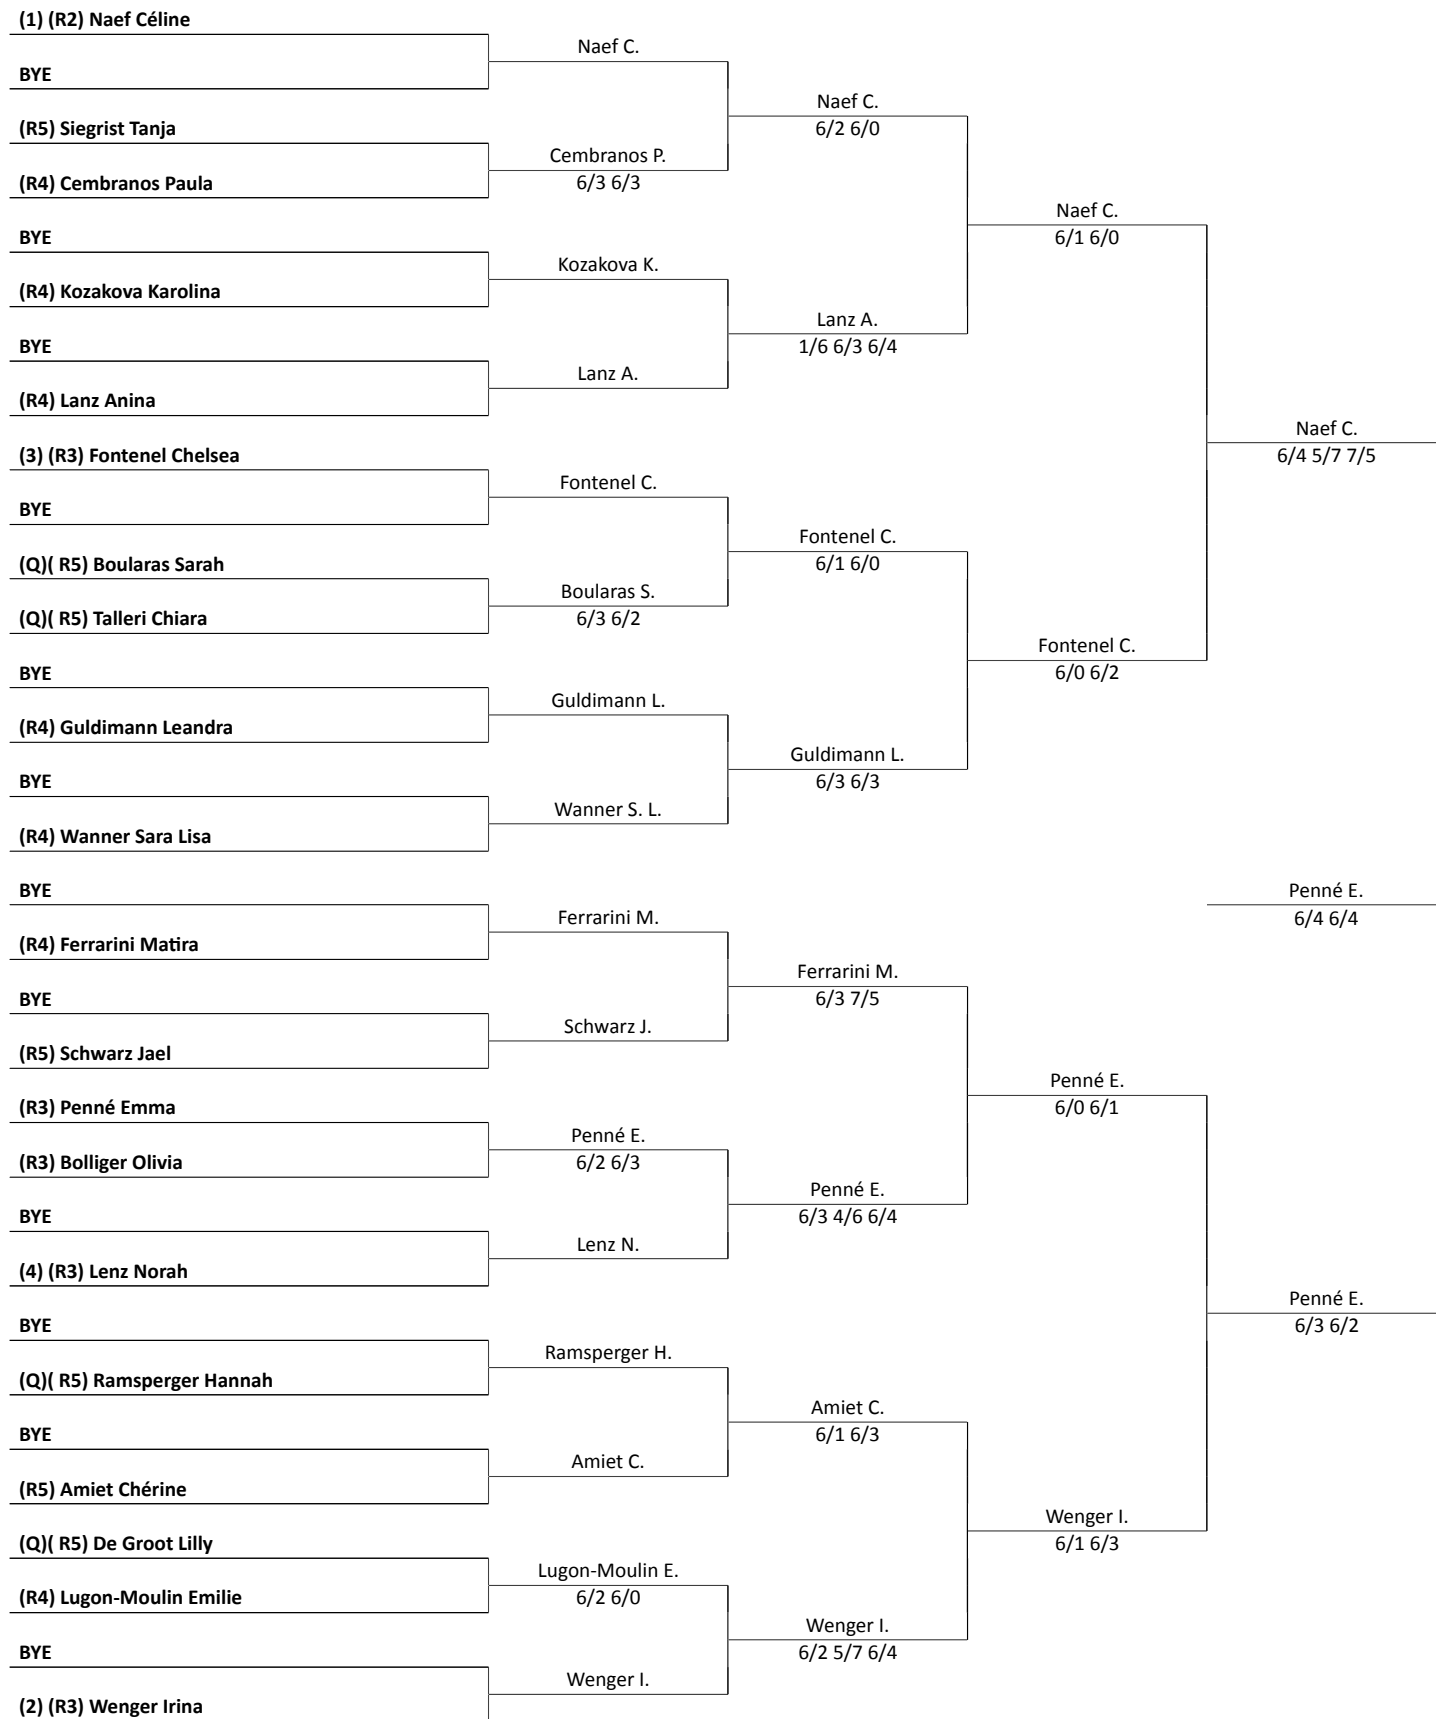 (1) (R2) Naef Céline
BYE
(R5) Siegrist Tanja
(R4) Cembranos Paula
BYE
(R4) Kozakova Karolina
BYE
(R4) Lanz Anina
(3) (R3) Fontenel Chelsea
BYE
(Q)( R5) Boularas Sarah
(Q)( R5) Talleri Chiara
BYE
(R4) Guldimann Leandra
BYE
(R4) Wanner Sara Lisa
BYE
(R4) Ferrarini Matira
BYE
(R5) Schwarz Jael
(R3) Penné Emma
(R3) Bolliger Olivia
BYE
(4) (R3) Lenz Norah
BYE
(Q)( R5) Ramsperger Hannah
BYE
(R5) Amiet Chérine
(Q)( R5) De Groot Lilly
(R4) Lugon-Moulin Emilie
BYE
(2) (R3) Wenger Irina
Naef C.
Cembranos P.
6/3 6/3
Kozakova K.
Lanz A.
Fontenel C.
Boularas S.
6/3 6/2
Guldimann L.
Wanner S. L.
Ferrarini M.
Schwarz J.
Penné E.
6/2 6/3
Lenz N.
Ramsperger H.
Amiet C.
Lugon-Moulin E.
6/2 6/0
Wenger I.
Naef C.
6/2 6/0
Lanz A.
1/6 6/3 6/4
Fontenel C.
6/1 6/0
Guldimann L.
6/3 6/3
Ferrarini M.
6/3 7/5
Penné E.
6/3 4/6 6/4
Amiet C.
6/1 6/3
Wenger I.
6/2 5/7 6/4
Naef C.
6/1 6/0
Fontenel C.
6/0 6/2
Penné E.
6/0 6/1
Wenger I.
6/1 6/3
Naef C.
6/4 5/7 7/5
Penné E.
6/4 6/4
Penné E.
6/3 6/2